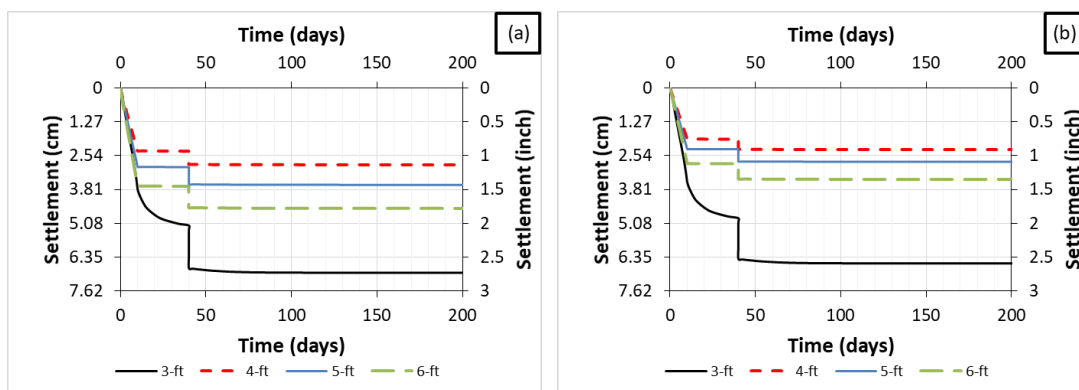 Time (days)
(a)
0 50 100 150 200
Settlement (cm)
0
1.27
2.54
3.81
5.08
6.35
7.62
0
0.5
1
1.5
2
2.5
3
Settlement (inch)
0 50 100 150 200
Time (days)
3-ft 4-ft 5-ft 6-ft
Time (days)
(b)
0 50 100 150 200
Settlement (cm)
0
1.27
2.54
3.81
5.08
6.35
7.62
0
0.5
1
1.5
2
2.5
3
Settlement (inch)
0 50 100 150 200
Time (days)
3-ft 4-ft 5-ft 6-ft